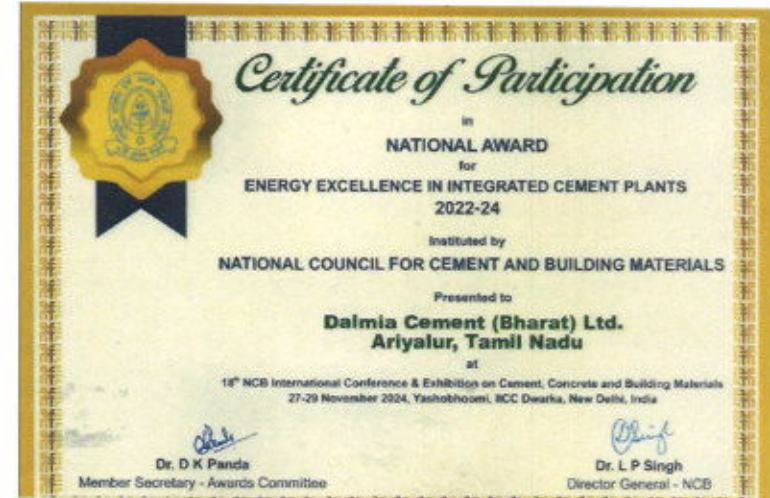 Certificate of Participation
in
NATIONAL AWARD
for
ENERGY EXCELLENCE IN INTEGRATED CEMENT PLANTS
2022-24
Instituted by
NATIONAL COUNCIL FOR CEMENT AND BUILDING MATERIALS
Presented to
Dalmia Cement (Bharat) Ltd.
Ariyalur, Tamil Nadu
at
18th NCB International Conference & Exhibition on Cement, Concrete and Building Materials
27-29 November 2024, Yashobhoomi, IICC Dwarka, New Delhi, India
Dr. D K Panda
Member Secretary - Awards Committee
Dr. L P Singh
Director General - NCB